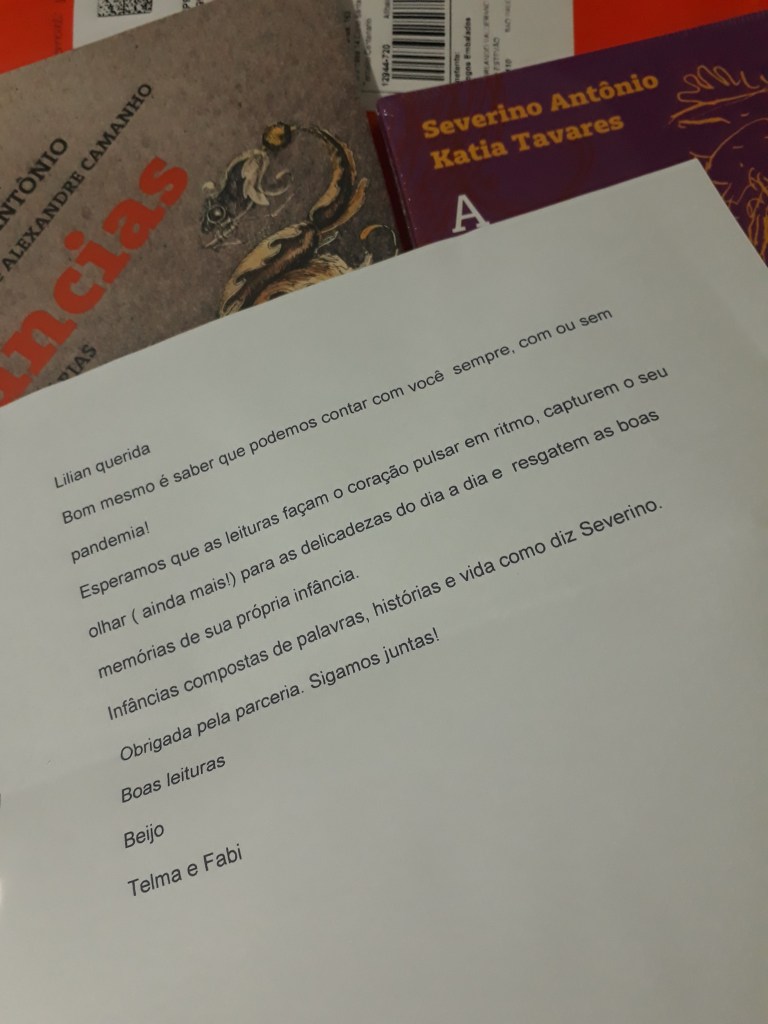 12944-720
ANTÔNIO
ALEXANDRE CAMANHO
ncias
Severino Antônio
Katia Tavares
A
Lilian querida
Bom mesmo é saber que podemos contar com você sempre, com ou sem
pandemia!
Esperamos que as leituras façam o coração pulsar em ritmo, capturem o seu
olhar ( ainda mais!) para as delicadezas do dia a dia e resgatem as boas
memórias de sua própria infância.
Infâncias compostas de palavras, histórias e vida como diz Severino.
Obrigada pela parceria. Sigamos juntas!
Boas leituras
Beijo
Telma e Fabi